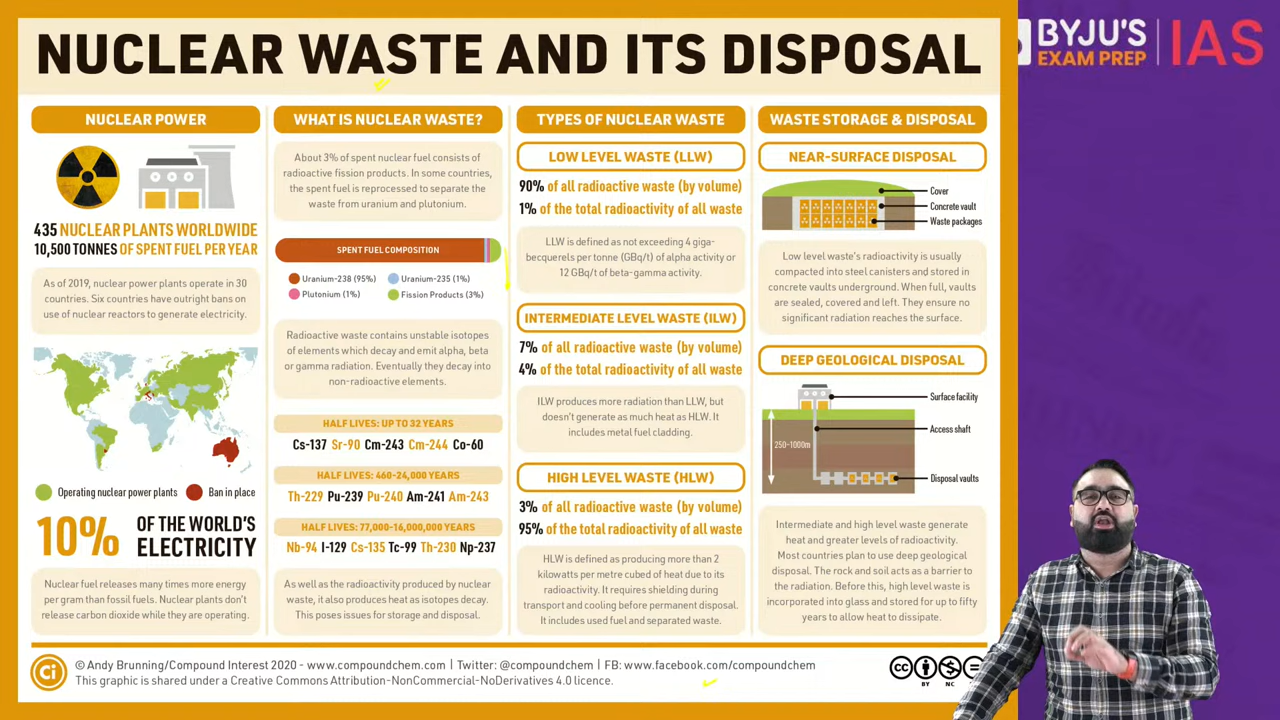 NUCLEAR WASTE AND ITS DISPOSAL
BYJU'S
EXAM PREP
IAS
NUCLEAR POWER
435 NUCLEAR PLANTS WORLDWIDE
10,500 TONNES OF SPENT FUEL PER YEAR
As of 2019, nuclear power plants operate in 30
countries. Six countries have outright bans on
use of nuclear reactors to generate electricity.
Operating nuclear power plants
Ban in place
10%
OF THE WORLD'S
ELECTRICITY
Nuclear fuel releases many times more energy
per gram than fossil fuels. Nuclear plants don't
release carbon dioxide while they are operating.
WHAT IS NUCLEAR WASTE?
About 3% of spent nuclear fuel consists of
radioactive fission products. In some countries,
the spent fuel is reprocessed to separate the
waste from uranium and plutonium.
SPENT FUEL COMPOSITION
Uranium-238 (95%)
Uranium-235 (1%)
Plutonium (1%)
Fission Products (3%)
Radioactive waste contains unstable isotopes
of elements which decay and emit alpha, beta
or gamma radiation. Eventually they decay into
non-radioactive elements.
HALF LIVES: UP TO 32 YEARS
Cs-137 Sr-90 Cm-243 Cm-244 Co-60
HALF LIVES: 460-24,000 YEARS
Th-229 Pu-239 Pu-240 Am-241 Am-243
HALF LIVES: 77,000-16,000,000 YEARS
Nb-94 I-129 Cs-135 Tc-99 Th-230 Np-237
As well as the radioactivity produced by nuclear
waste, it also produces heat as isotopes decay.
This poses issues for storage and disposal.
TYPES OF NUCLEAR WASTE
LOW LEVEL WASTE (LLW)
90% of all radioactive waste (by volume)
1% of the total radioactivity of all waste
LLW is defined as not exceeding 4 giga-
becquerels per tonne (GBq/t) of alpha activity or
12 GBq/t of beta-gamma activity.
INTERMEDIATE LEVEL WASTE (ILW)
7% of all radioactive waste (by volume)
4% of the total radioactivity of all waste
ILW produces more radiation than LLW, but
doesn't generate as much heat as HLW. It
includes metal fuel cladding.
HIGH LEVEL WASTE (HLW)
3% of all radioactive waste (by volume)
95% of the total radioactivity of all waste
HLW is defined as producing more than 2
kilowatts per metre cubed of heat due to its
radioactivity. It requires shielding during
transport and cooling before permanent disposal.
It includes used fuel and separated waste.
WASTE STORAGE & DISPOSAL
NEAR-SURFACE DISPOSAL
Cover
Concrete vault
Waste packages
Low level waste's radioactivity is usually
compacted into steel canisters and stored in
concrete vaults underground. When full, vaults
are sealed, covered and left. They ensure no
significant radiation reaches the surface.
DEEP GEOLOGICAL DISPOSAL
Surface facility
Access shaft
250-1000m
Disposal vaults
Intermediate and high level waste generate
heat and greater levels of radioactivity.
Most countries plan to use deep geological
disposal. The rock and soil acts as a barrier to
the radiation. Before this, high level waste is
incorporated into glass and stored for up to fifty
years to allow heat to dissipate.
Ci
© Andy Brunning/Compound Interest 2020 - www.compoundchem.com | Twitter: @compoundchem | FB: www.facebook.com/compoundchem
This graphic is shared under a Creative Commons Attribution-NonCommercial-NoDerivatives 4.0 licence.
CC
BY NC